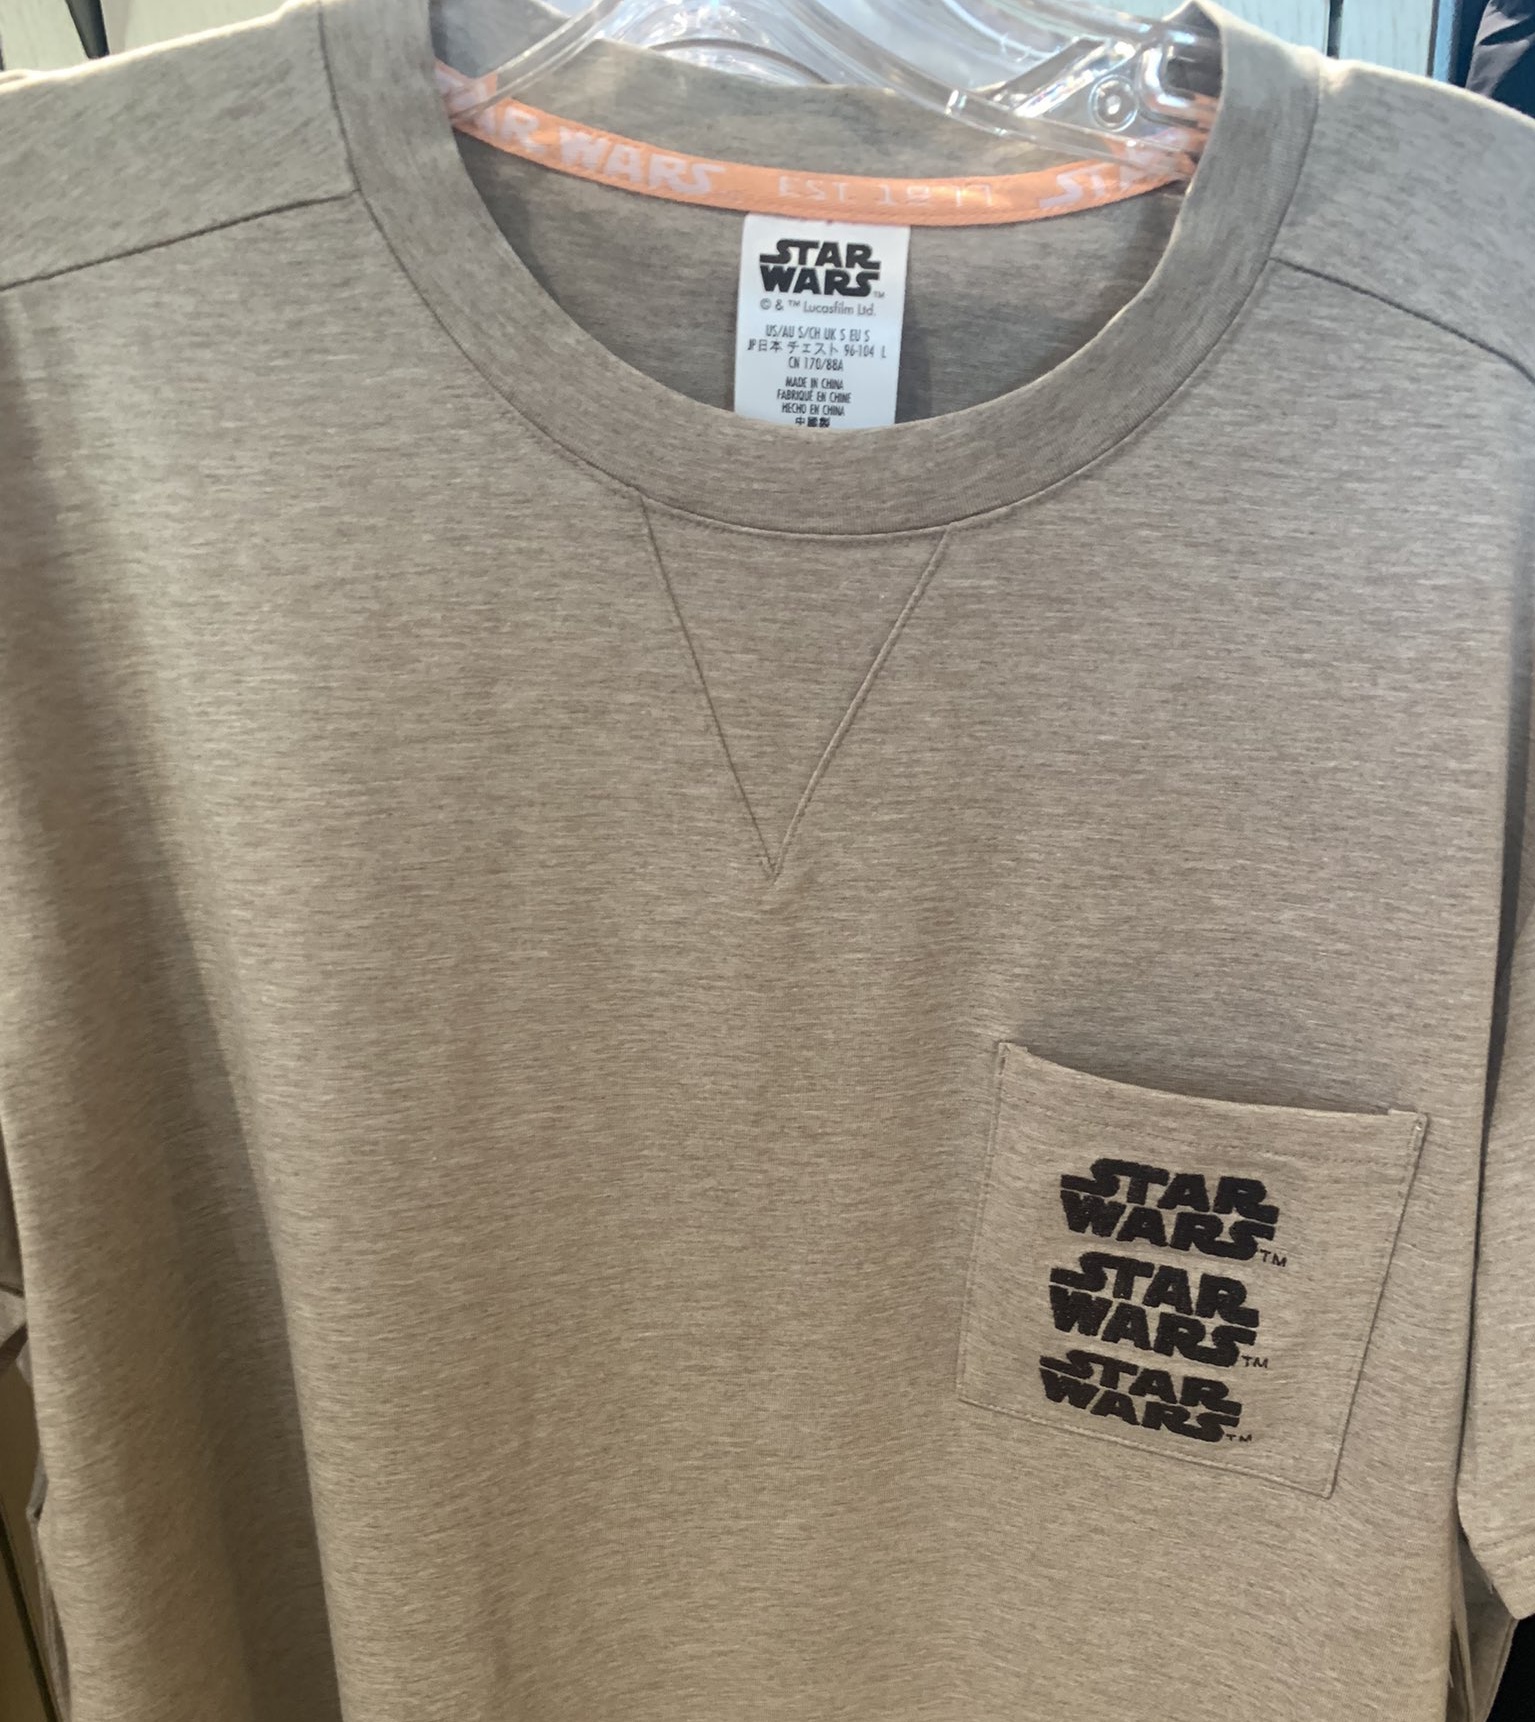 STAR WARS EST 1977 STAR
STAR
WARS™
© & ™ Lucasfilm Ltd.
US/AU S/CH UK S EU S
JP日本 チェスト 96-104 L
CN 170/88A
MADE IN CHINA
FABRIQUÉ EN CHINE
HECHO EN CHINA
中國製
STAR
WARS™
STAR
WARS™
STAR
WARS™